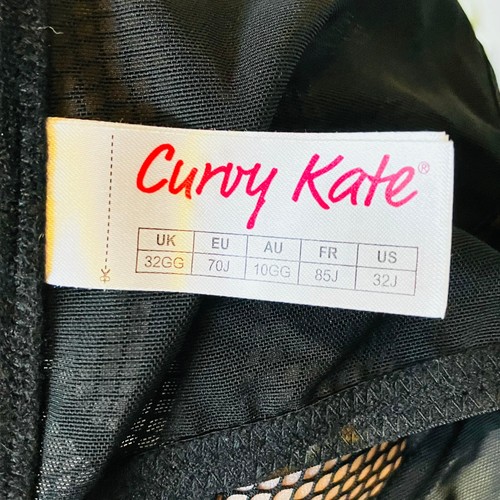 Curvy Kate®
UK EU AU FR US
32GG 70J 10GG 85J 32J